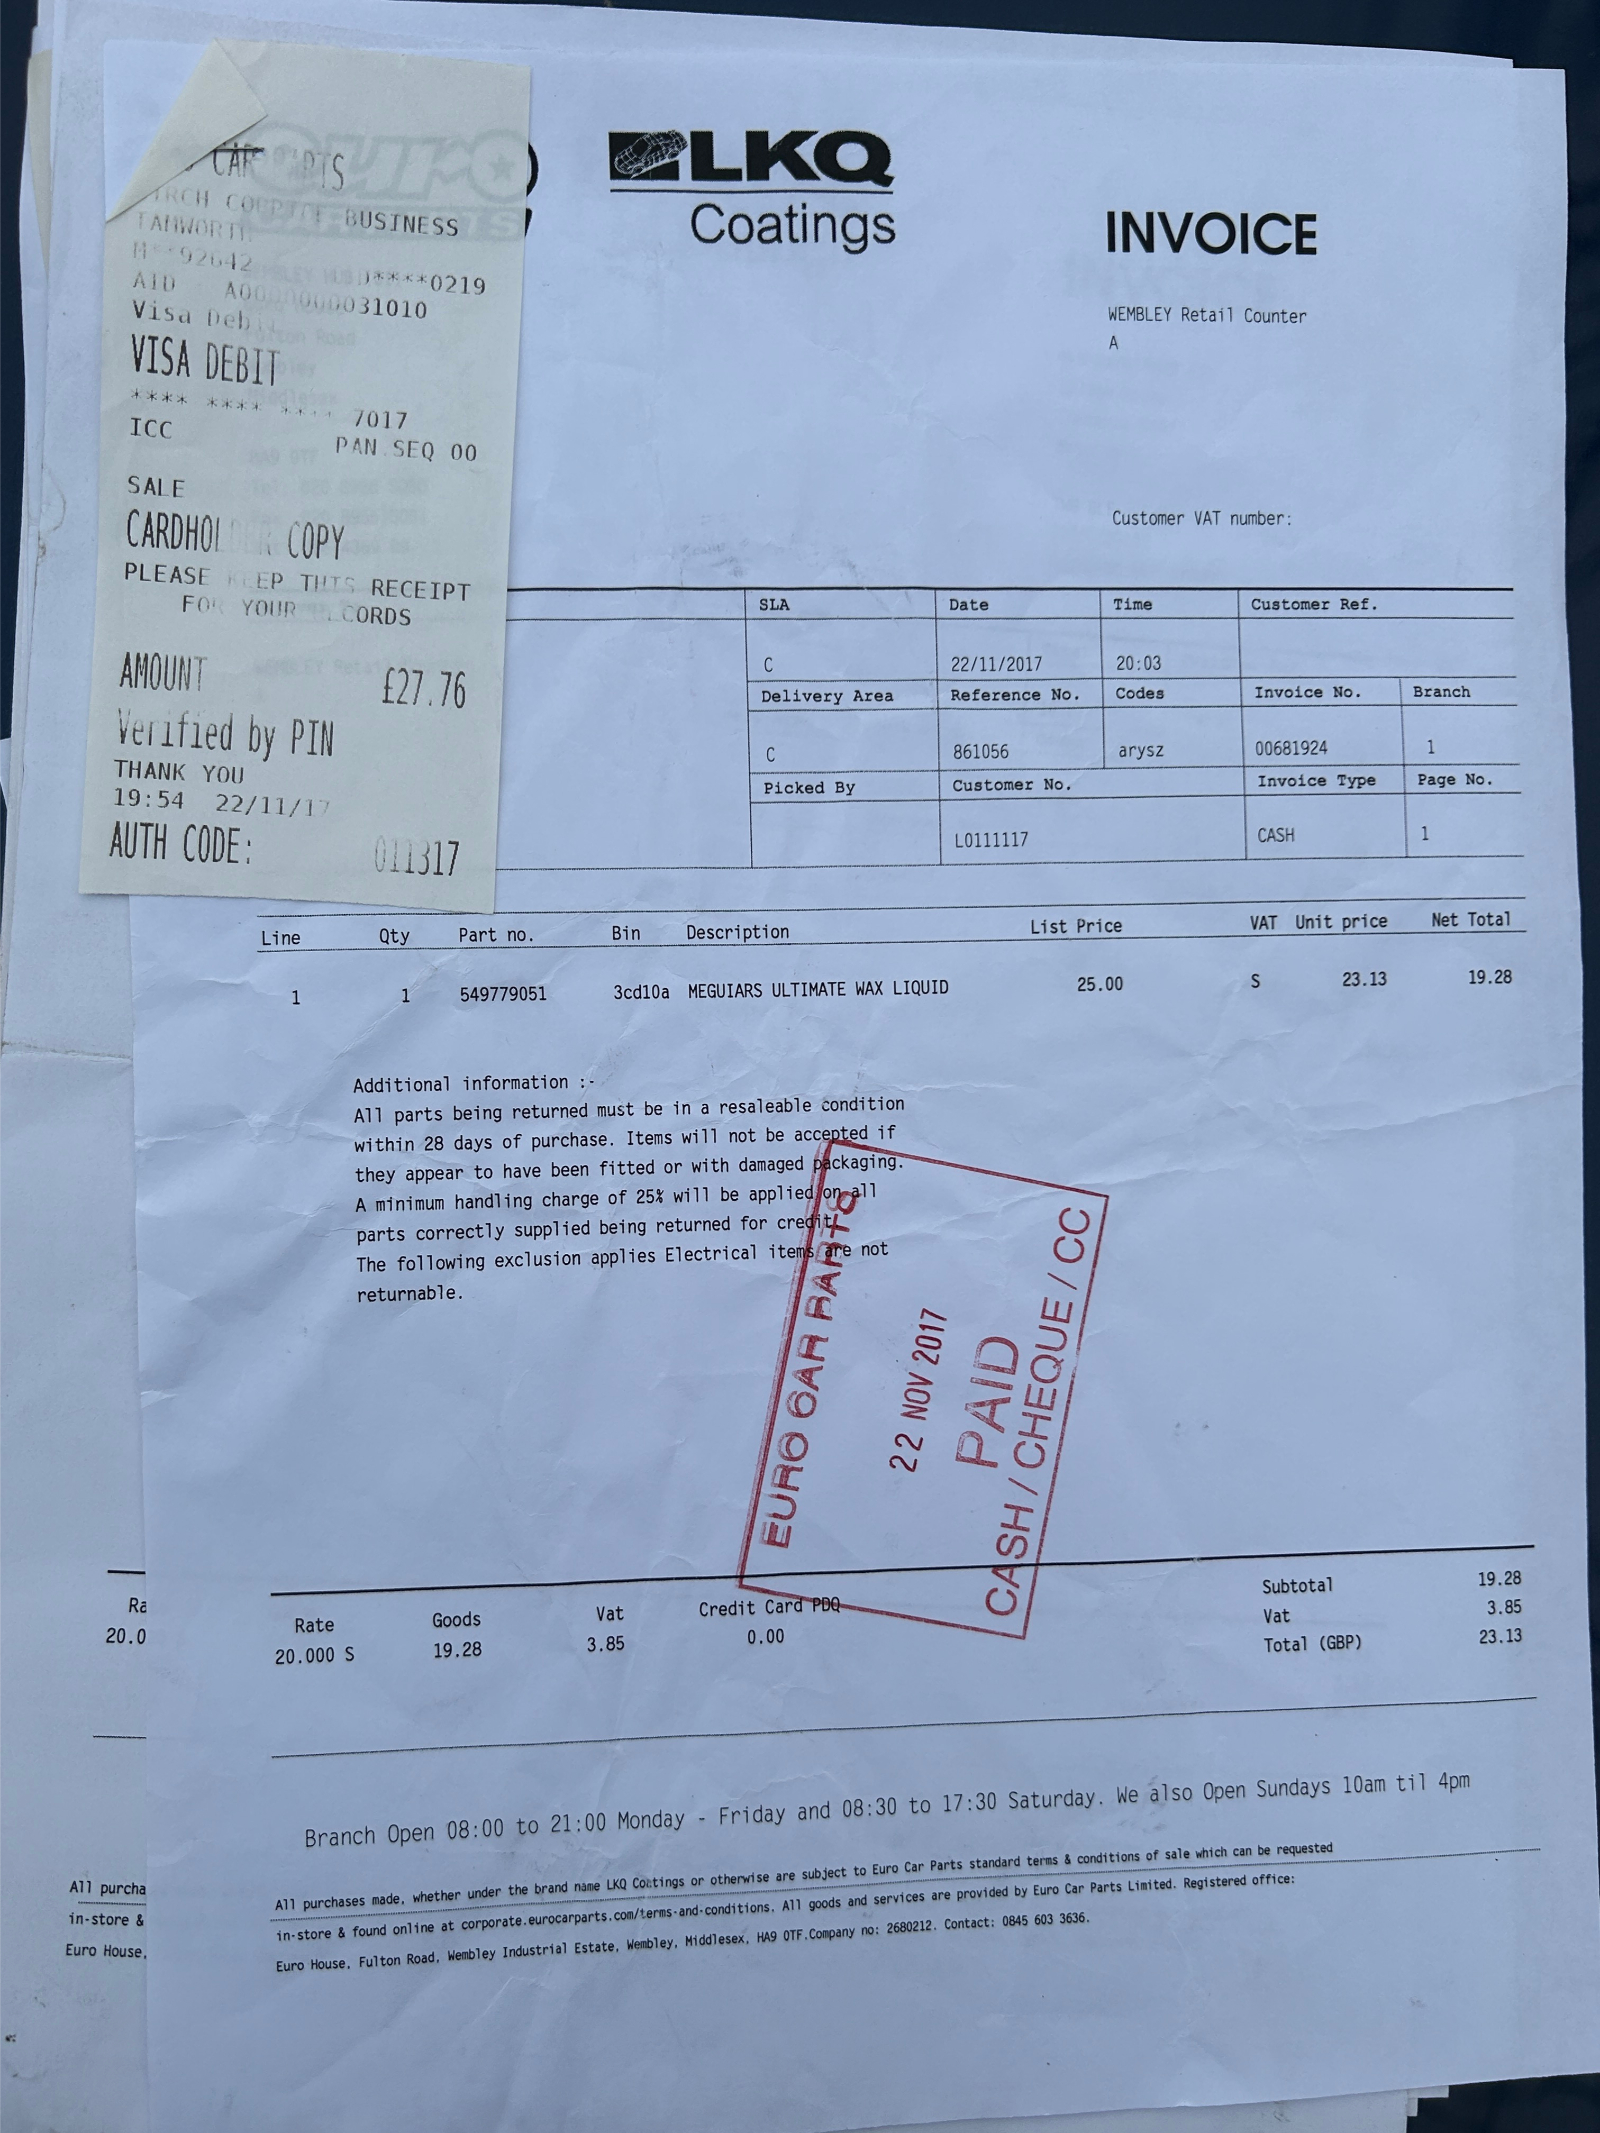 CAR
BUSINESS
TAMWORTH
M**92642
****0219
AID
Visa
VISA DEBIT
**** **** **** 7017
ICC
PAN SEQ 00
SALE
CARDHOLDER COPY
PLEASE KEEP THIS RECEIPT
FOR YOUR RECORDS
AMOUNT £27.76
Verified by PIN
THANK YOU
19:54 22/11/17
AUTH CODE: 011317
LKQ
Coatings
INVOICE
WEMBLEY Retail Counter
A
Customer VAT number:
SLA Date Time Customer Ref.
C 22/11/2017 20:03
Delivery Area Reference No. Codes Invoice No. Branch
C 861056 arysz 00681924 1
Picked By Customer No. Invoice Type Page No.
L0111117 CASH 1
Line Qty Part no. Bin Description List Price VAT Unit price Net Total
1 1 549779051 3cd10a MEGUIARS ULTIMATE WAX LIQUID 25.00 S 23.13 19.28
Additional information :-
All parts being returned must be in a resaleable condition
within 28 days of purchase. Items will not be accepted if
they appear to have been fitted or with damaged packaging.
A minimum handling charge of 25% will be applied on all
parts correctly supplied being returned for credit.
The following exclusion applies Electrical items are not
returnable.
EURO CAR PARTS
22 NOV 2017
PAID
CASH / CHEQUE / CC
Rate Goods Vat Credit Card PDQ
20.000 S 19.28 3.85 0.00
Subtotal 19.28
Vat 3.85
Total (GBP) 23.13
Ra
20.0
Branch Open 08:00 to 21:00 Monday - Friday and 08:30 to 17:30 Saturday. We also Open Sundays 10am til 4pm
All purchases made, whether under the brand name LKQ Coatings or otherwise are subject to Euro Car Parts standard terms & conditions of sale which can be requested
in-store & found online at corporate.eurocarparts.com/terms-and-conditions. All goods and services are provided by Euro Car Parts Limited. Registered office:
Euro House, Fulton Road, Wembley Industrial Estate, Wembley, Middlesex, HA9 0TF.Company no: 2680212. Contact: 0845 603 3636.
All purcha
in-store &
Euro House,